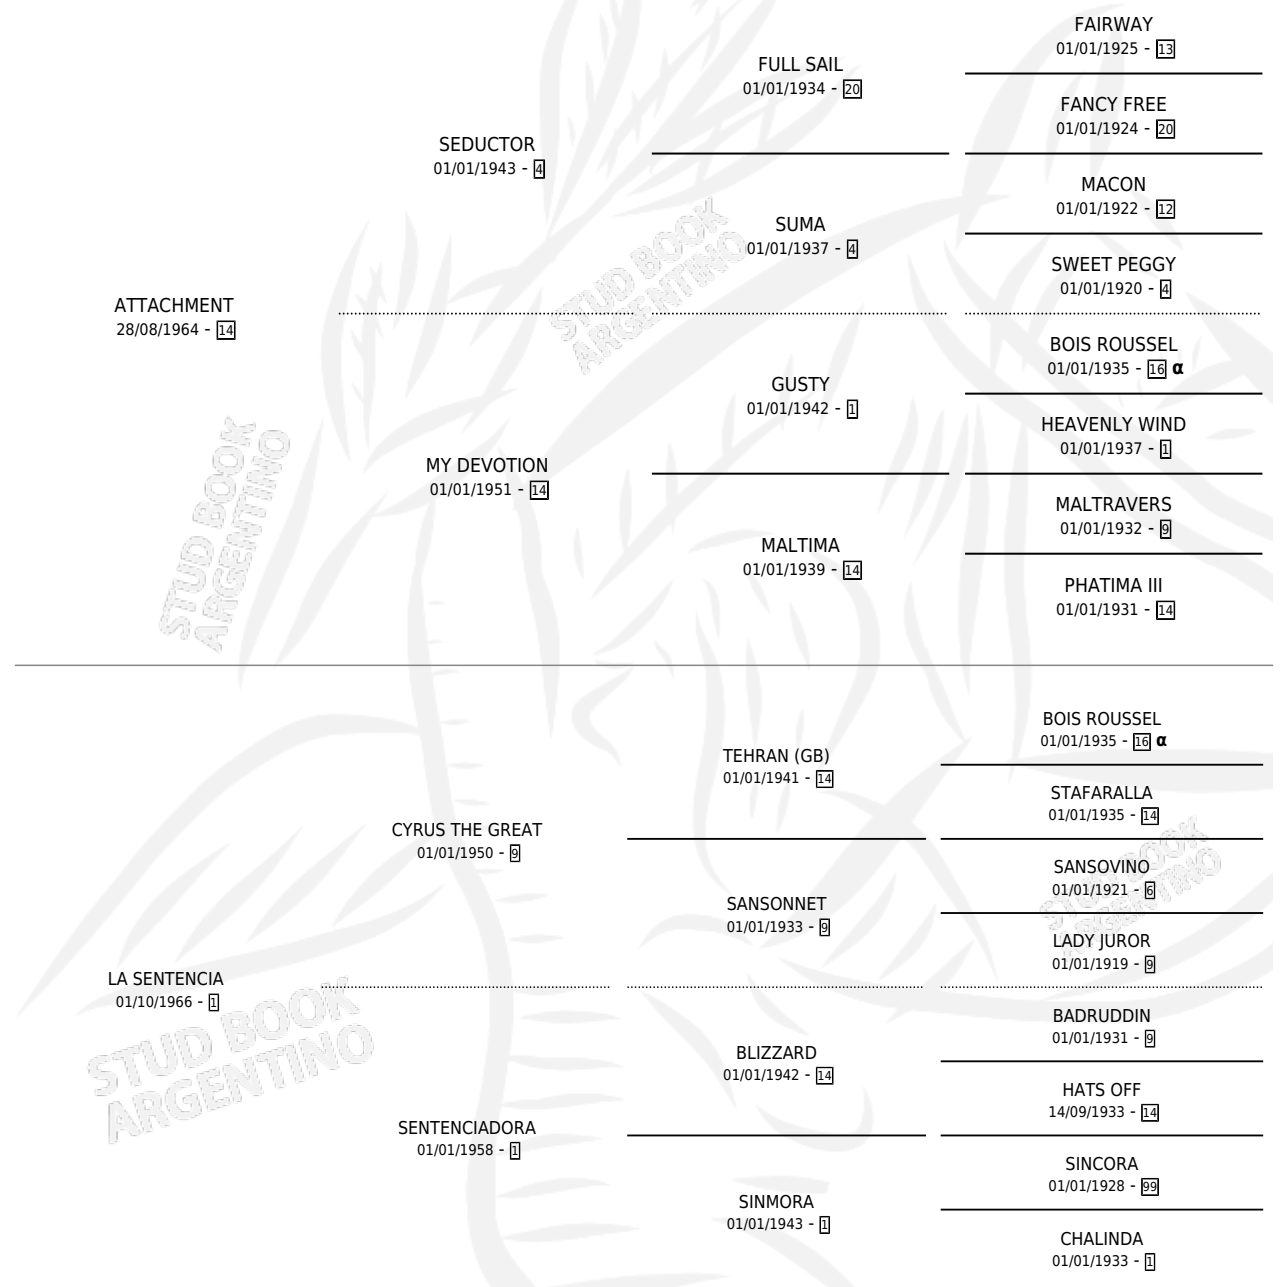 FAIRWAY
01/01/1925 - 13
FULL SAIL
01/01/1934 - 20
FANCY FREE
01/01/1924 - 20
SEDUCTOR
01/01/1943 - 4
MACON
01/01/1922 - 12
SUMA
01/01/1937 - 4
SWEET PEGGY
01/01/1920 - 4
ATTACHMENT
28/08/1964 - 14
BOIS ROUSSEL
01/01/1935 - 16 α
GUSTY
01/01/1942 - 1
HEAVENLY WIND
01/01/1937 - 1
MY DEVOTION
01/01/1951 - 14
MALTRAVERS
01/01/1932 - 9
MALTIMA
01/01/1939 - 14
PHATIMA III
01/01/1931 - 14
BOIS ROUSSEL
01/01/1935 - 16 α
TEHRAN (GB)
01/01/1941 - 14
STAFARALLA
01/01/1935 - 14
CYRUS THE GREAT
01/01/1950 - 9
SANSOVINO
01/01/1921 - 6
SANSONNET
01/01/1933 - 9
LADY JUROR
01/01/1919 - 9
LA SENTENCIA
01/10/1966 - 1
BADRUDDIN
01/01/1931 - 9
BLIZZARD
01/01/1942 - 14
HATS OFF
14/09/1933 - 14
SENTENCIADORA
01/01/1958 - 1
SINCORA
01/01/1928 - 99
SINMORA
01/01/1943 - 1
CHALINDA
01/01/1933 - 1
STUD BOOK
ARGENTINO
STUD BOOK
ARGENTINO
STUD BOOK
ARGENTINO
STUD BOOK
ARGENTINO